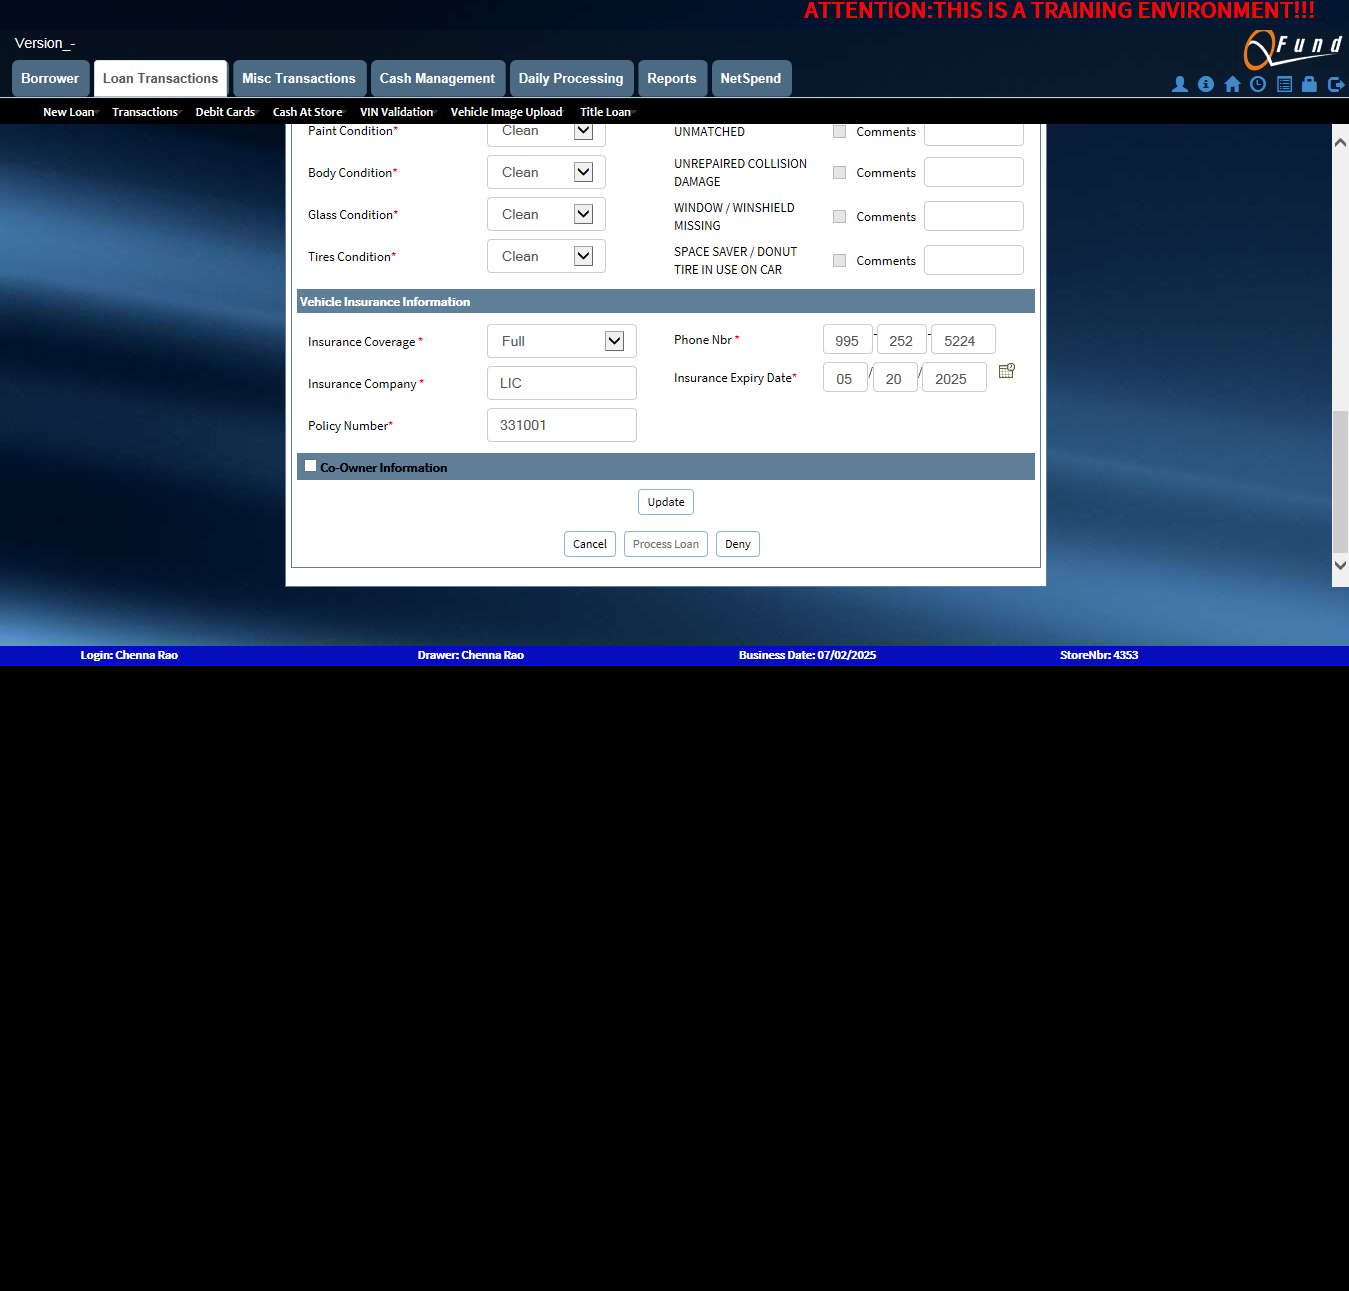 ATTENTION:THIS IS A TRAINING ENVIRONMENT!!!
Version_-
Fund
Borrower Loan Transactions Misc Transactions Cash Management Daily Processing Reports NetSpend
New Loan Transactions Debit Cards Cash At Store VIN Validation Vehicle Image Upload Title Loan
Paint Condition* Clean UNMATCHED Comments
Body Condition* Clean UNREPAIRED COLLISION DAMAGE Comments
Glass Condition* Clean WINDOW / WINSHIELD MISSING Comments
Tires Condition* Clean SPACE SAVER / DONUT TIRE IN USE ON CAR Comments
Vehicle Insurance Information
Insurance Coverage * Full Phone Nbr * 995 - 252 - 5224
Insurance Company * LIC Insurance Expiry Date* 05 / 20 / 2025
Policy Number* 331001
Co-Owner Information
Update
Cancel Process Loan Deny
Login: Chenna Rao Drawer: Chenna Rao Business Date: 07/02/2025 StoreNbr: 4353